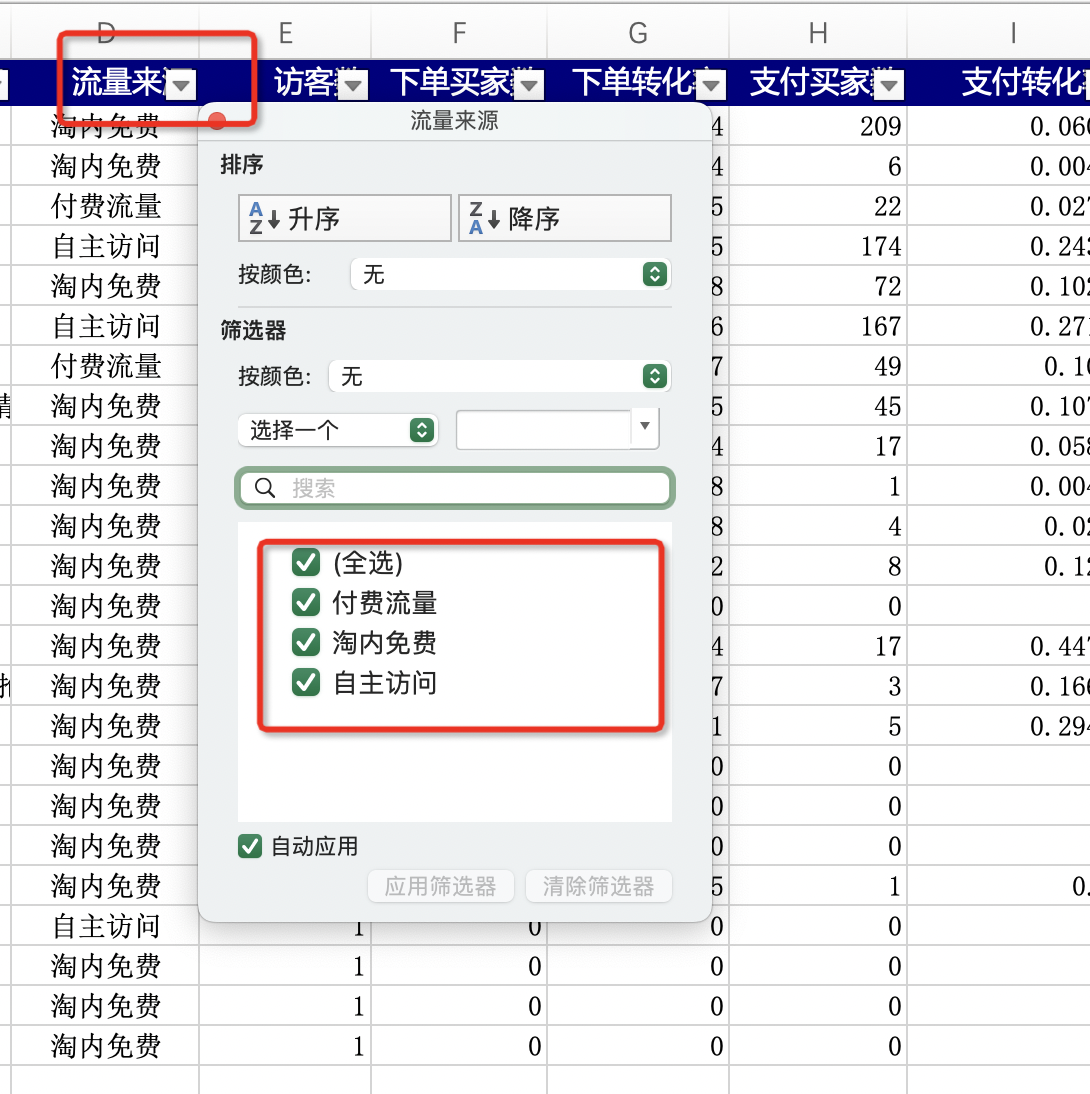 D E F G H I
流量来 访客 下单买家 下单转化 支付买家 支付转化
淘内免费 流量来源 4 209 0.06
排序
淘内免费 4 6 0.004
付费流量 升序 降序 5 22 0.02
自主访问 5 174 0.24
淘内免费 按颜色: 无 8 72 0.102
自主访问 筛选器 6 167 0.27
付费流量 按颜色: 无 7 49 0.1
淘内免费 5 45 0.107
淘内免费 选择一个 4 17 0.058
淘内免费 搜索 8 1 0.004
淘内免费 8 4 0.02
淘内免费 (全选) 2 8 0.12
淘内免费 付费流量 0 0
淘内免费 淘内免费 4 17 0.447
淘内免费 自主访问 7 3 0.166
淘内免费 1 5 0.294
淘内免费 0 0
淘内免费 0 0
淘内免费 自动应用 0 0
淘内免费 应用筛选器 清除筛选器 5 1 0.
自主访问 1 0 0 0
淘内免费 1 0 0 0
淘内免费 1 0 0 0
淘内免费 1 0 0 0